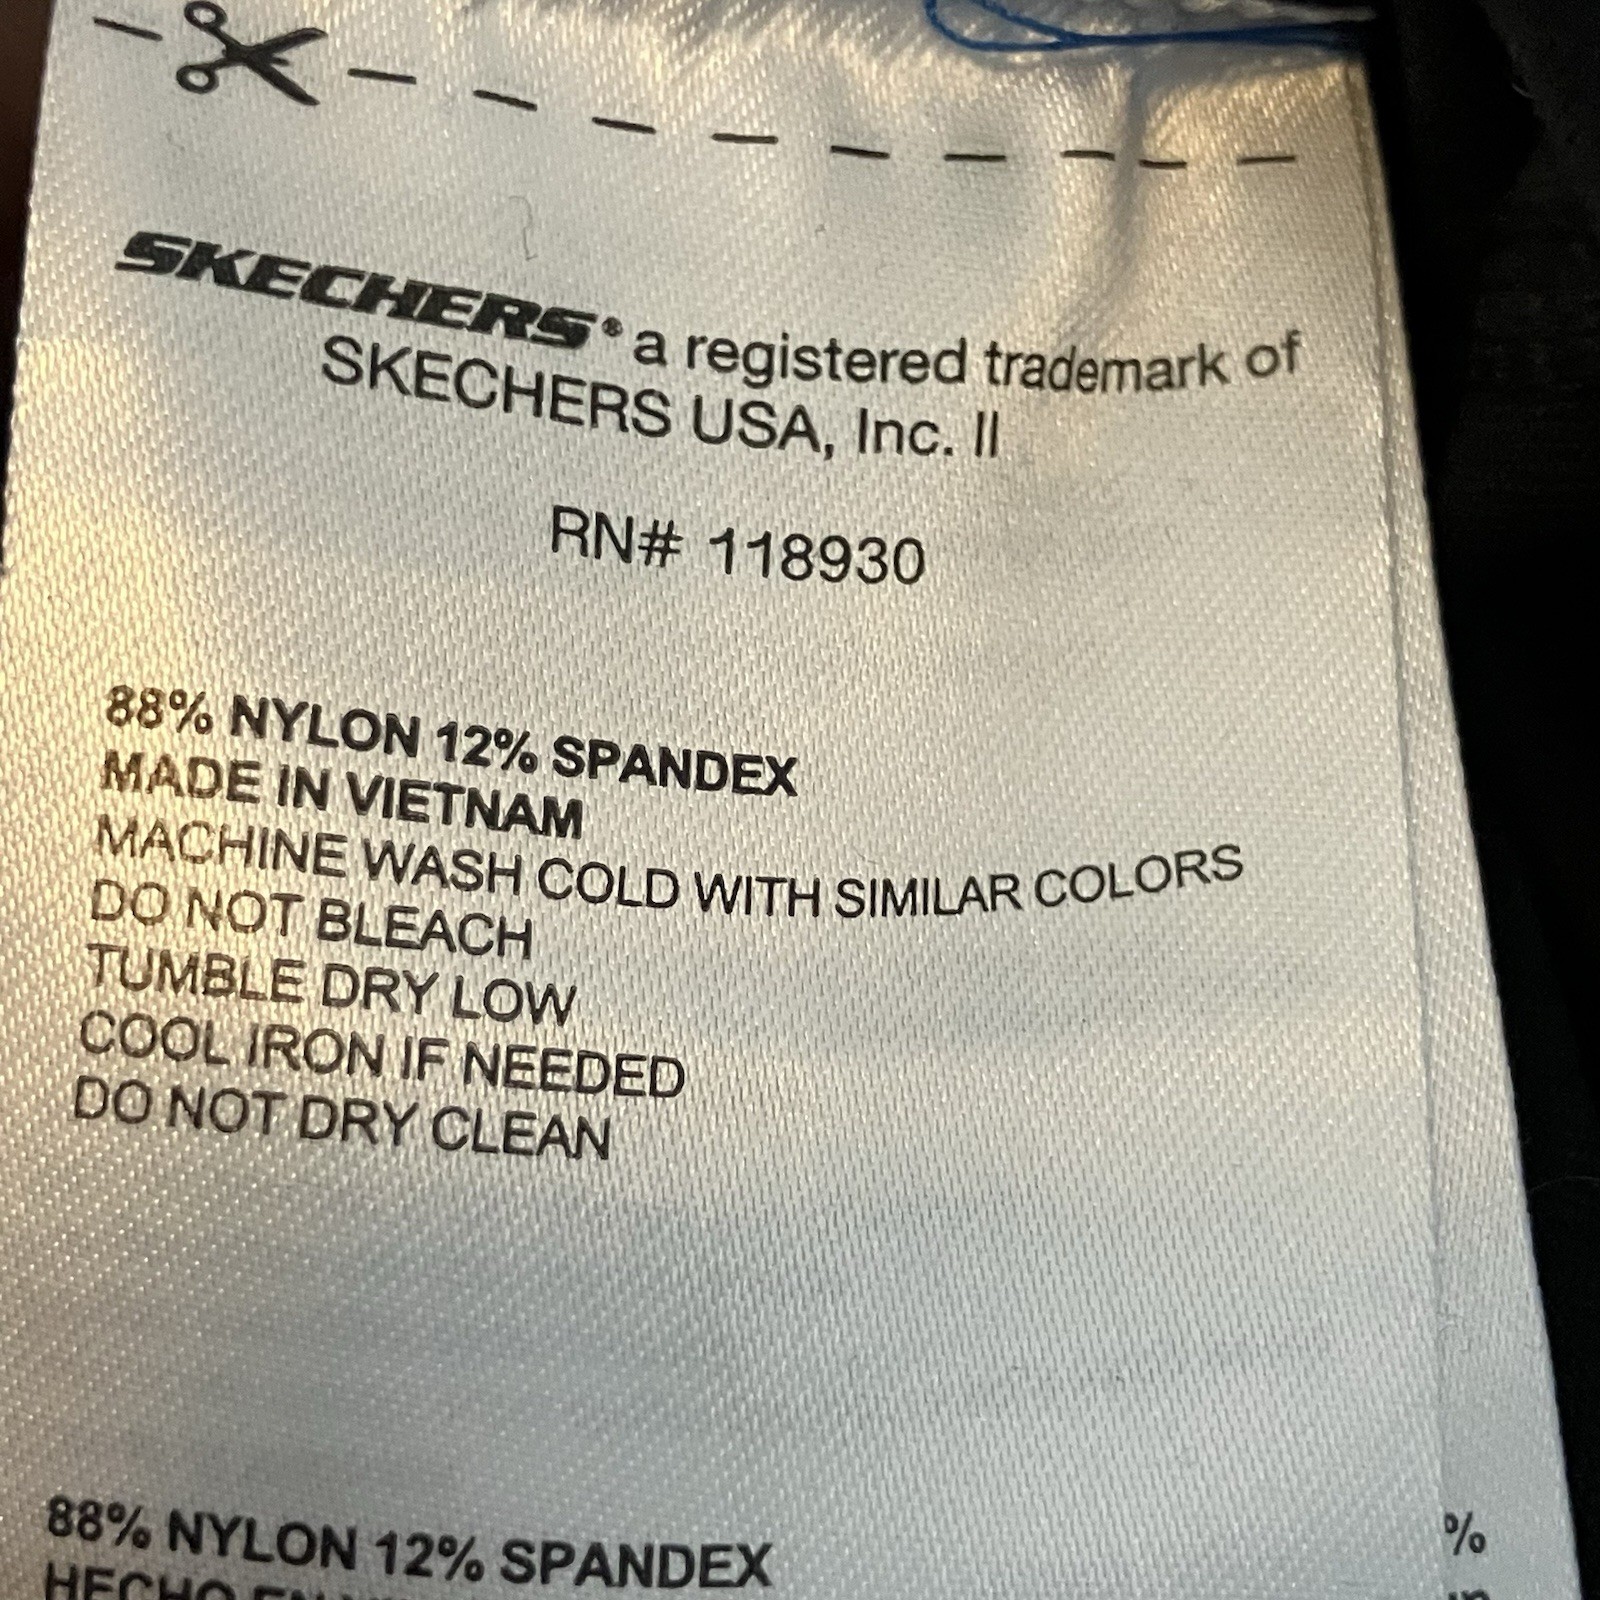 SKECHERS® a registered trademark of
SKECHERS USA, Inc. II
RN# 118930
88% NYLON 12% SPANDEX
MADE IN VIETNAM
MACHINE WASH COLD WITH SIMILAR COLORS
DO NOT BLEACH
TUMBLE DRY LOW
COOL IRON IF NEEDED
DO NOT DRY CLEAN
88% NYLON 12% SPANDEX
%
HECHO EN